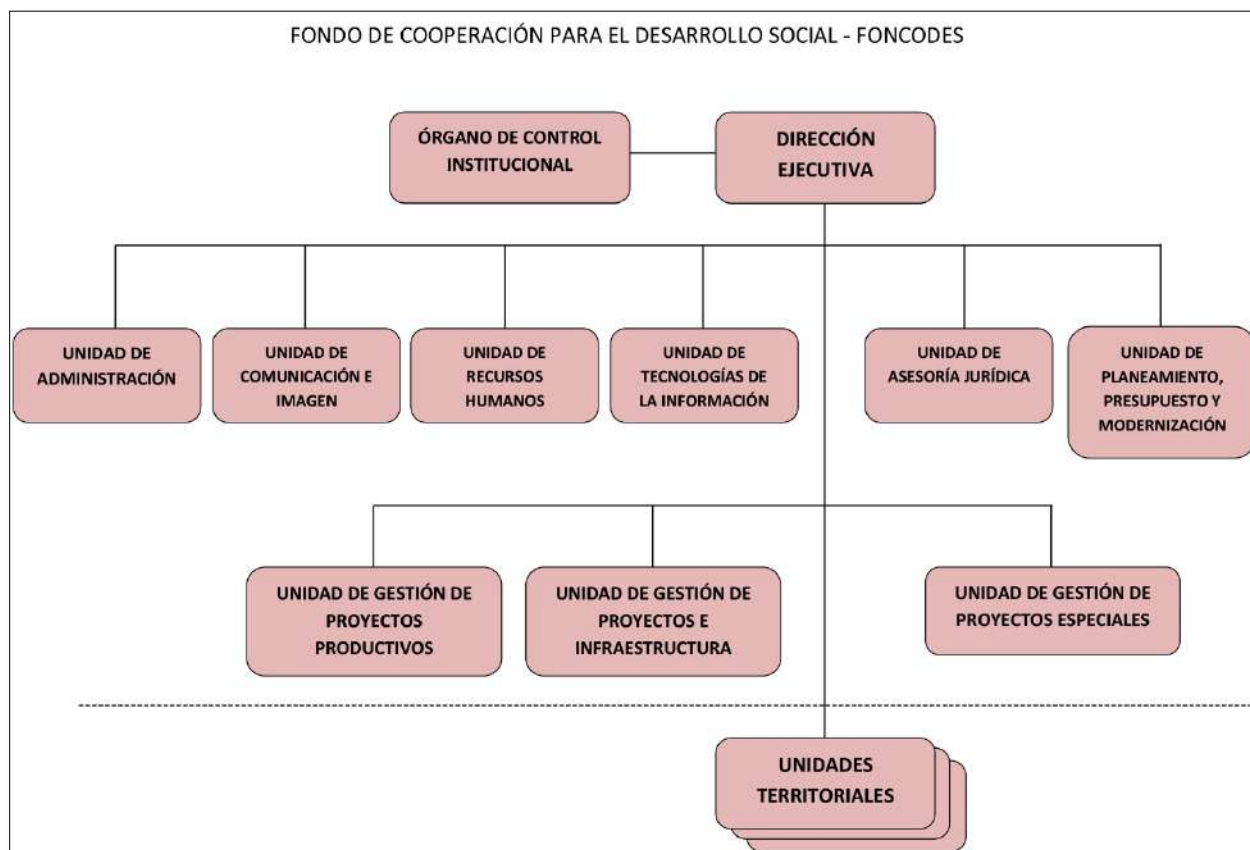 FONDO DE COOPERACIÓN PARA EL DESARROLLO SOCIAL - FONCODES
ÓRGANO DE CONTROL
INSTITUCIONAL
DIRECCIÓN
EJECUTIVA
UNIDAD DE
ADMINISTRACIÓN
UNIDAD DE
COMUNICACIÓN E
IMAGEN
UNIDAD DE
RECURSOS
HUMANOS
UNIDAD DE
TECNOLOGÍAS DE
LA INFORMACIÓN
UNIDAD DE
ASESORÍA JURÍDICA
UNIDAD DE
PLANEAMIENTO,
PRESUPUESTO Y
MODERNIZACIÓN
UNIDAD DE GESTIÓN DE
PROYECTOS
PRODUCTIVOS
UNIDAD DE GESTIÓN DE
PROYECTOS E
INFRAESTRUCTURA
UNIDAD DE GESTIÓN DE
PROYECTOS ESPECIALES
UNIDADES
TERRITORIALES